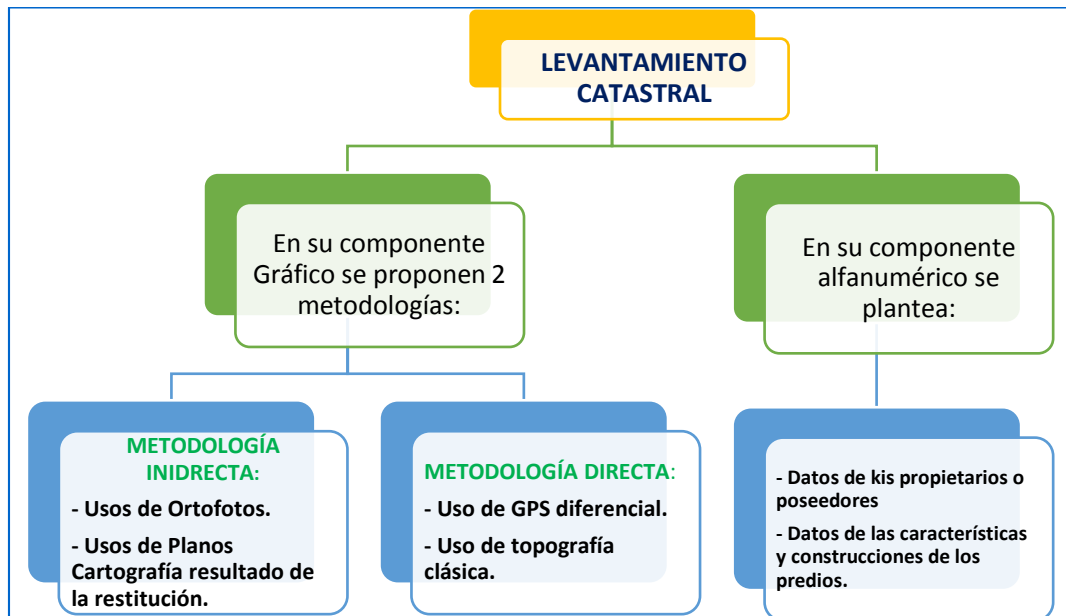 LEVANTAMIENTO
CATASTRAL
En su componente
Gráfico se proponen 2
metodologías:
En su componente
alfanumérico se
plantea:
METODOLOGÍA
INIDRECTA:
- Usos de Ortofotos.
- Usos de Planos
Cartografía resultado de
la restitución.
METODOLOGÍA DIRECTA:
- Uso de GPS diferencial.
- Uso de topografía
clásica.
- Datos de kis propietarios o
poseedores
- Datos de las características
y construcciones de los
predios.